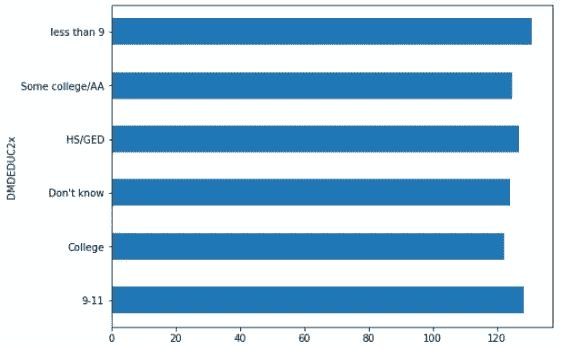 less than 9
Some college/AA
HS/GED
Don't know
College
9-11
DMDEDUC2x
0 20 40 60 80 100 120